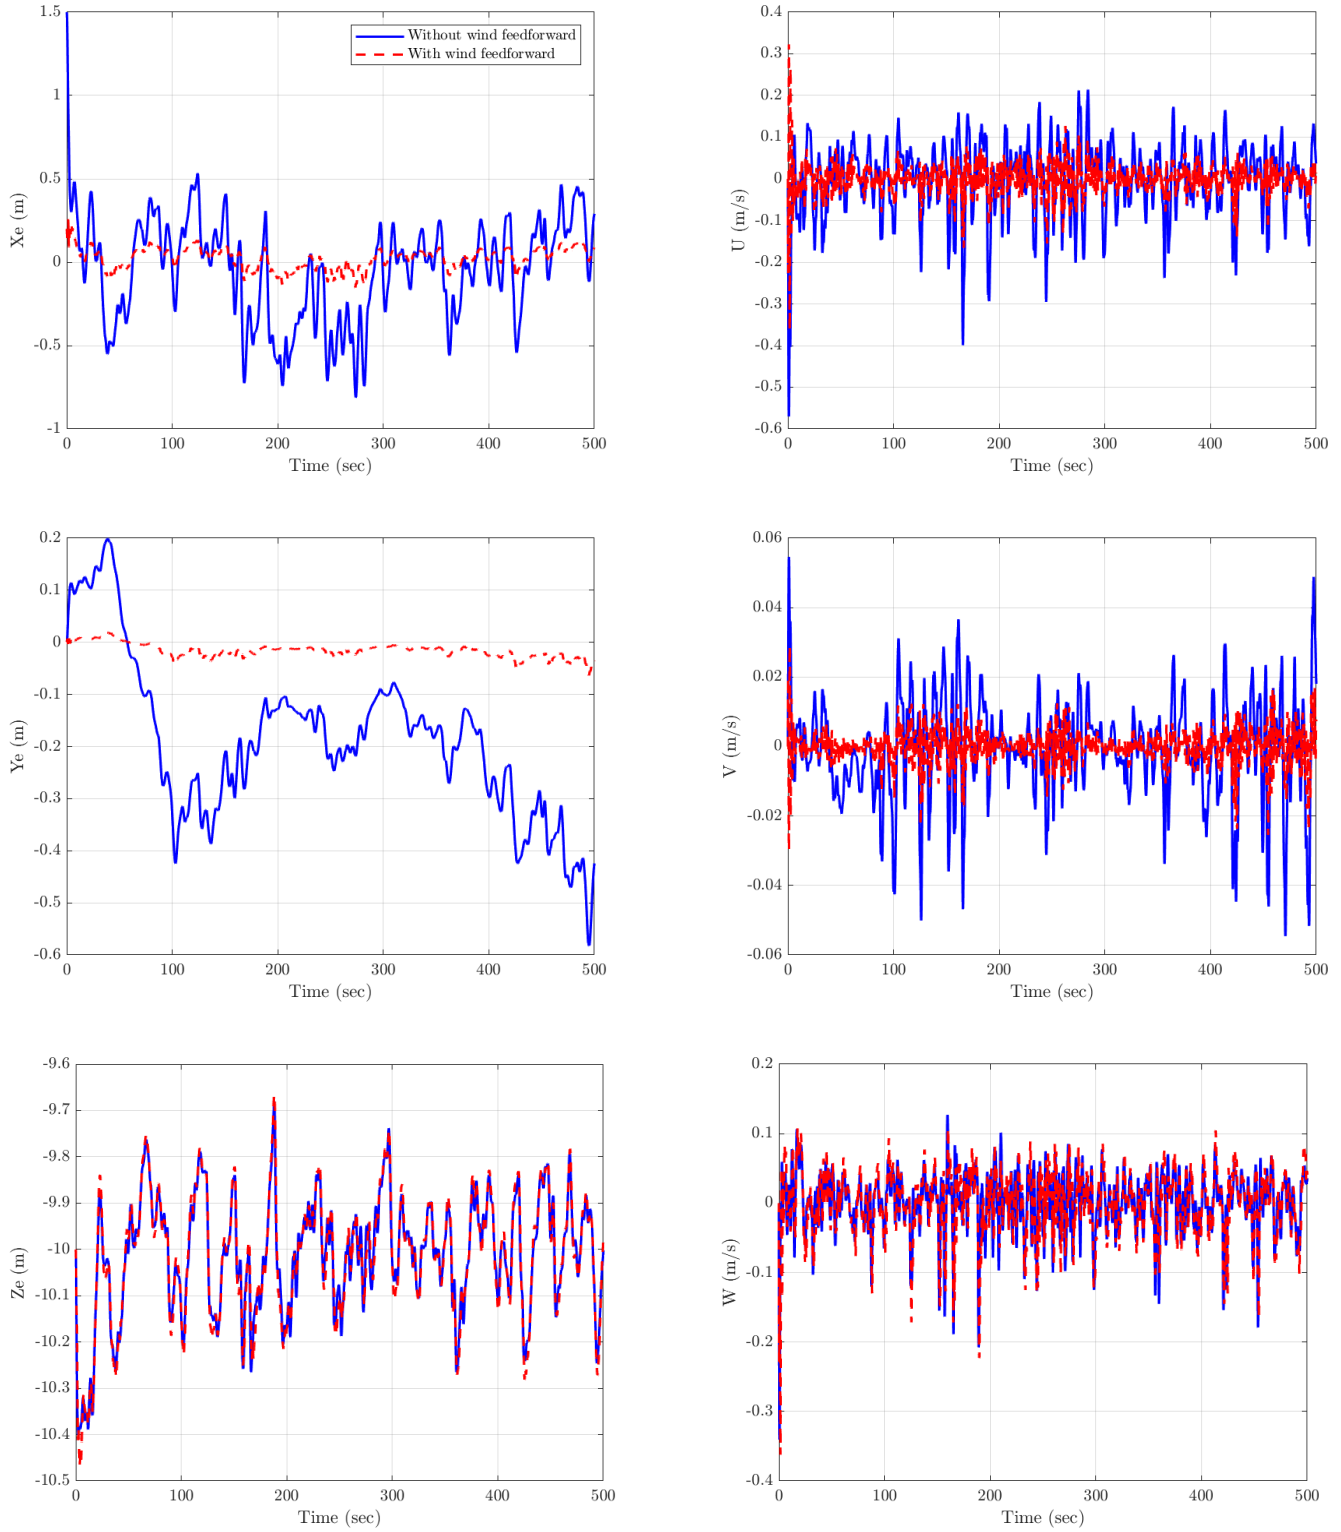 1.5
1
0.5
0
-0.5
-1
Xe (m)
0 100 200 300 400 500
Time (sec)
Without wind feedforward
With wind feedforward
0.4
0.3
0.2
0.1
0
-0.1
-0.2
-0.3
-0.4
-0.5
-0.6
U (m/s)
0 100 200 300 400 500
Time (sec)
0.2
0.1
0
-0.1
-0.2
-0.3
-0.4
-0.5
-0.6
Ye (m)
0 100 200 300 400 500
Time (sec)
0.06
0.04
0.02
0
-0.02
-0.04
-0.06
V (m/s)
0 100 200 300 400 500
Time (sec)
-9.6
-9.7
-9.8
-9.9
-10
-10.1
-10.2
-10.3
-10.4
-10.5
Ze (m)
0 100 200 300 400 500
Time (sec)
0.2
0.1
0
-0.1
-0.2
-0.3
-0.4
W (m/s)
0 100 200 300 400 500
Time (sec)